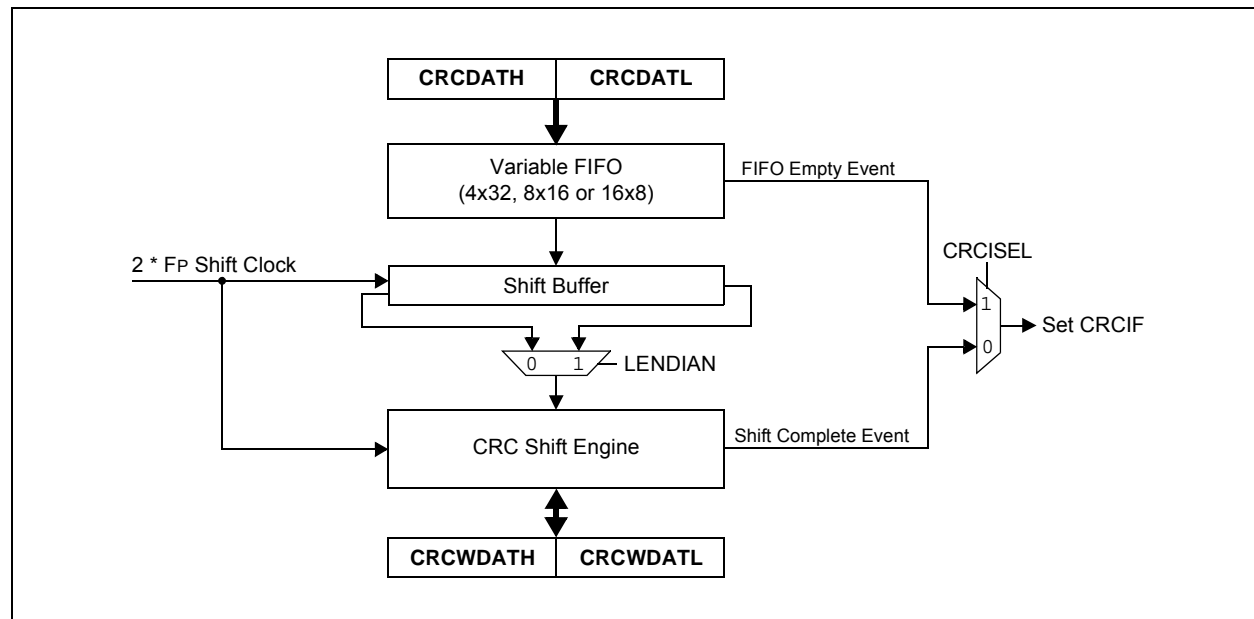 CRCDATH CRCDATL
Variable FIFO
(4x32, 8x16 or 16x8)
FIFO Empty Event
2 * FP Shift Clock
Shift Buffer
CRCISEL
1
Set CRCIF
0
0 1
LENDIAN
CRC Shift Engine
Shift Complete Event
CRCWDATH CRCWDATL